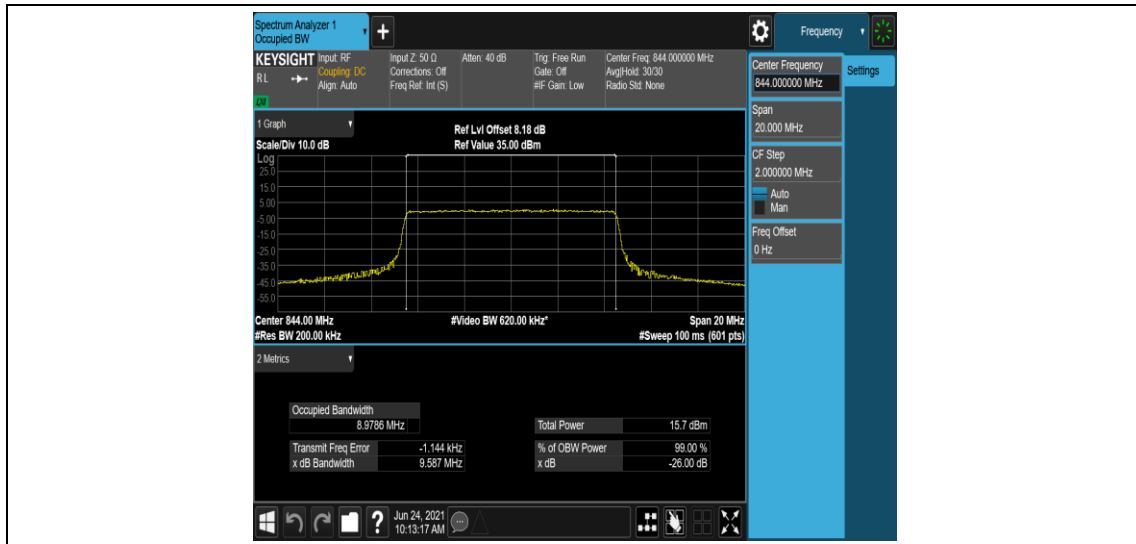 Spectrum Analyzer 1
Occupied BW
+
Frequency
KEYSIGHT
RL
LXI
Input: RF
Coupling: DC
Align: Auto
Input Z: 50 Ω
Corrections: Off
Freq Ref: Int (S)
Atten: 40 dB
Trig: Free Run
Gate: Off
#IF Gain: Low
Center Freq: 844.000000 MHz
Avg|Hold: 30/30
Radio Std: None
Center Frequency
844.000000 MHz
Settings
Span
20.000 MHz
CF Step
2.000000 MHz
Auto
Man
Freq Offset
0 Hz
1 Graph
Ref Lvl Offset 8.18 dB
Scale/Div 10.0 dB
Ref Value 35.00 dBm
Log
25.0
15.0
5.00
-5.00
-15.0
-25.0
-35.0
-45.0
-55.0
Center 844.00 MHz
#Video BW 620.00 kHz*
Span 20 MHz
#Res BW 200.00 kHz
#Sweep 100 ms (601 pts)
2 Metrics
Occupied Bandwidth
8.9786 MHz
Total Power 15.7 dBm
Transmit Freq Error -1.144 kHz
% of OBW Power 99.00 %
x dB Bandwidth 9.587 MHz
x dB -26.00 dB
?
Jun 24, 2021
10:13:17 AM